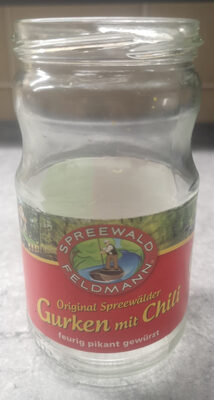 SPREEWALD
FELDMANN
Original Spreewälder
Gurken mit Chili
feurig pikant gewürzt